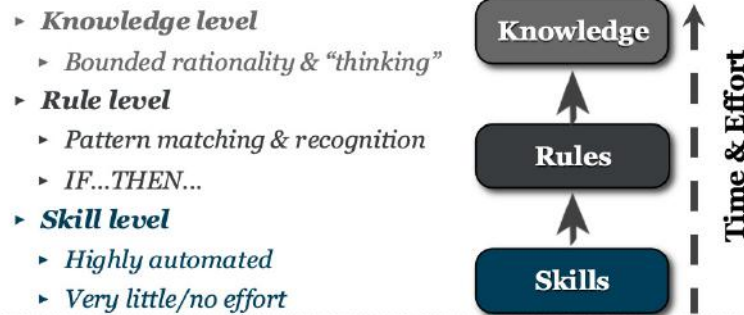 ▸ Knowledge level
▸ Bounded rationality & “thinking”
▸ Rule level
▸ Pattern matching & recognition
▸ IF...THEN...
▸ Skill level
▸ Highly automated
▸ Very little/no effort
Knowledge
Rules
Skills
Time & Effort